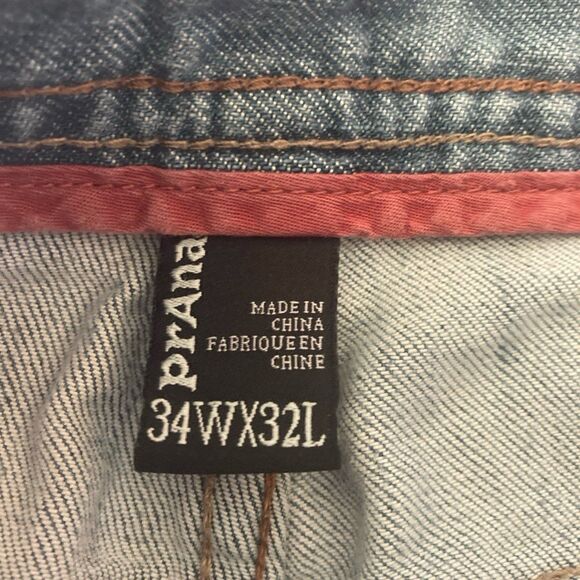 prAna
MADE IN
CHINA
FABRIQUE EN
CHINE
34WX32L